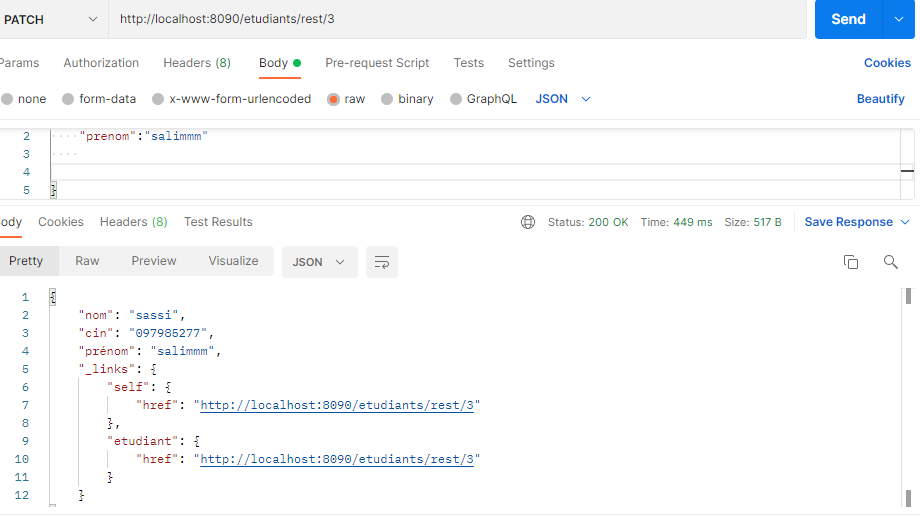 PATCH http://localhost:8090/etudiants/rest/3 Send
Params Authorization Headers (8) Body Pre-request Script Tests Settings Cookies
none form-data x-www-form-urlencoded raw binary GraphQL JSON Beautify
2 "prenom":"salimmm"
3
4
5 }
Body Cookies Headers (8) Test Results Status: 200 OK Time: 449 ms Size: 517 B Save Response
Pretty Raw Preview Visualize JSON
1 {
2 "nom": "sassi",
3 "cin": "097985277",
4 "prénom": "salimmm",
5 "_links": {
6 "self": {
7 "href": "http://localhost:8090/etudiants/rest/3"
8 },
9 "etudiant": {
10 "href": "http://localhost:8090/etudiants/rest/3"
11 }
12 }